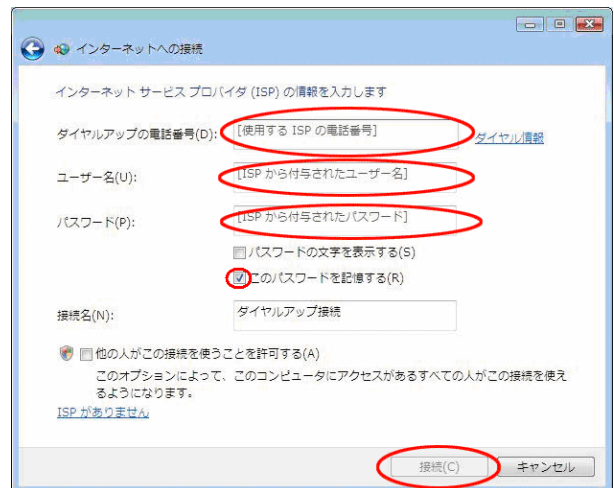 インターネットへの接続
インターネット サービス プロバイダ (ISP) の情報を入力します
ダイヤルアップの電話番号(D):
[使用する ISP の電話番号]
ダイヤル情報
ユーザー名(U):
[ISP から付与されたユーザー名]
パスワード(P):
[ISP から付与されたパスワード]
パスワードの文字を表示する(S)
このパスワードを記憶する(R)
接続名(N):
ダイヤルアップ接続
他の人がこの接続を使うことを許可する(A)
このオプションによって、このコンピュータにアクセスがあるすべての人がこの接続を使え
るようになります。
ISP がありません
接続(C)
キャンセル